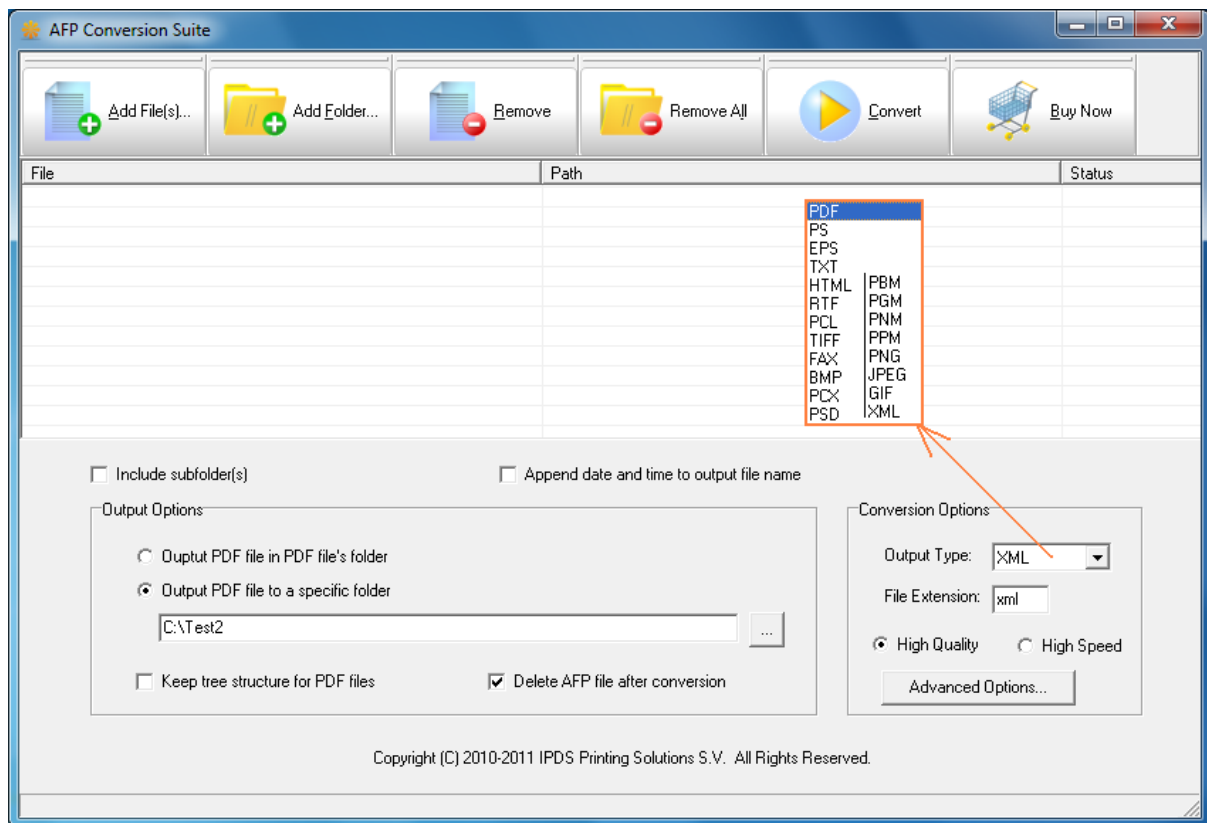 AFP Conversion Suite
Add File(s)... Add Folder... Remove Remove All Convert Buy Now
File Path Status
PDF
PS
EPS
TXT
HTML PBM
RTF PGM
PCL PNM
TIFF PPM
FAX PNG
BMP JPEG
PCX GIF
PSD XML
Include subfolder(s) Append date and time to output file name
Output Options
Ouptut PDF file in PDF file's folder
Output PDF file to a specific folder
C:\Test2 ...
Keep tree structure for PDF files Delete AFP file after conversion
Conversion Options
Output Type: XML
File Extension: xml
High Quality High Speed
Advanced Options...
Copyright (C) 2010-2011 IPDS Printing Solutions S.V. All Rights Reserved.